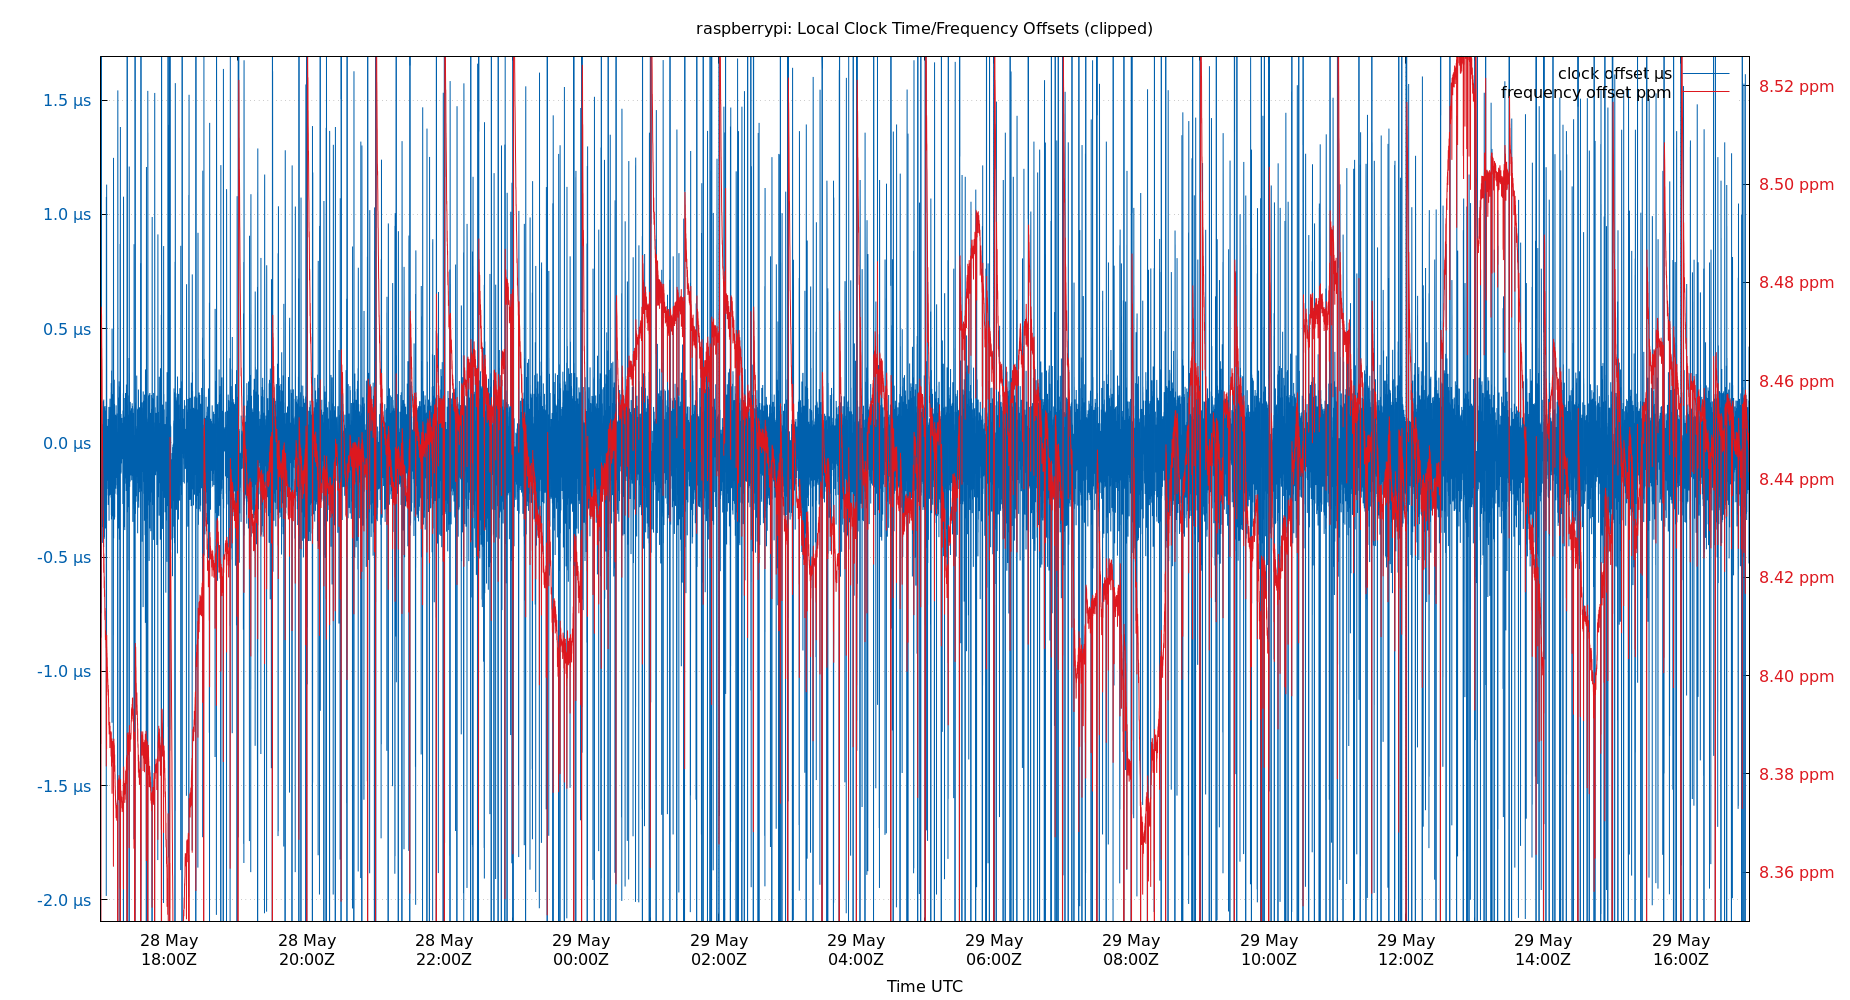 raspberrypi: Local Clock Time/Frequency Offsets (clipped)
clock offset µs
frequency offset ppm
1.5 µs
1.0 µs
0.5 µs
0.0 µs
-0.5 µs
-1.0 µs
-1.5 µs
-2.0 µs
8.52 ppm
8.50 ppm
8.48 ppm
8.46 ppm
8.44 ppm
8.42 ppm
8.40 ppm
8.38 ppm
8.36 ppm
28 May 28 May 28 May 29 May 29 May 29 May 29 May 29 May 29 May 29 May 29 May 29 May
18:00Z 20:00Z 22:00Z 00:00Z 02:00Z 04:00Z 06:00Z 08:00Z 10:00Z 12:00Z 14:00Z 16:00Z
Time UTC